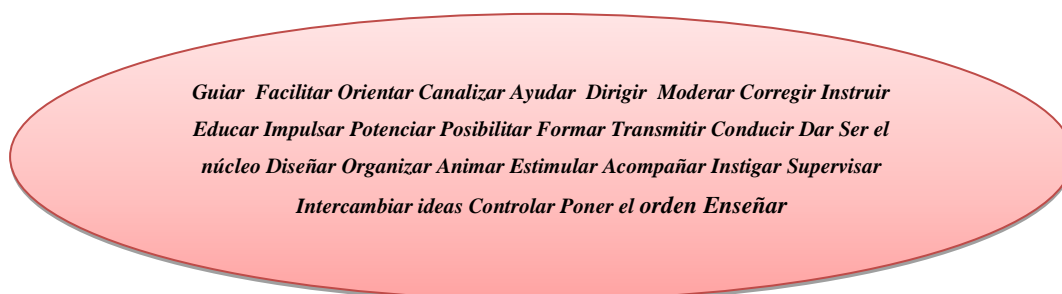 Guiar Facilitar Orientar Canalizar Ayudar Dirigir Moderar Corregir Instruir
Educar Impulsar Potenciar Posibilitar Formar Transmitir Conducir Dar Ser el
núcleo Diseñar Organizar Animar Estimular Acompañar Instigar Supervisar
Intercambiar ideas Controlar Poner el orden Enseñar